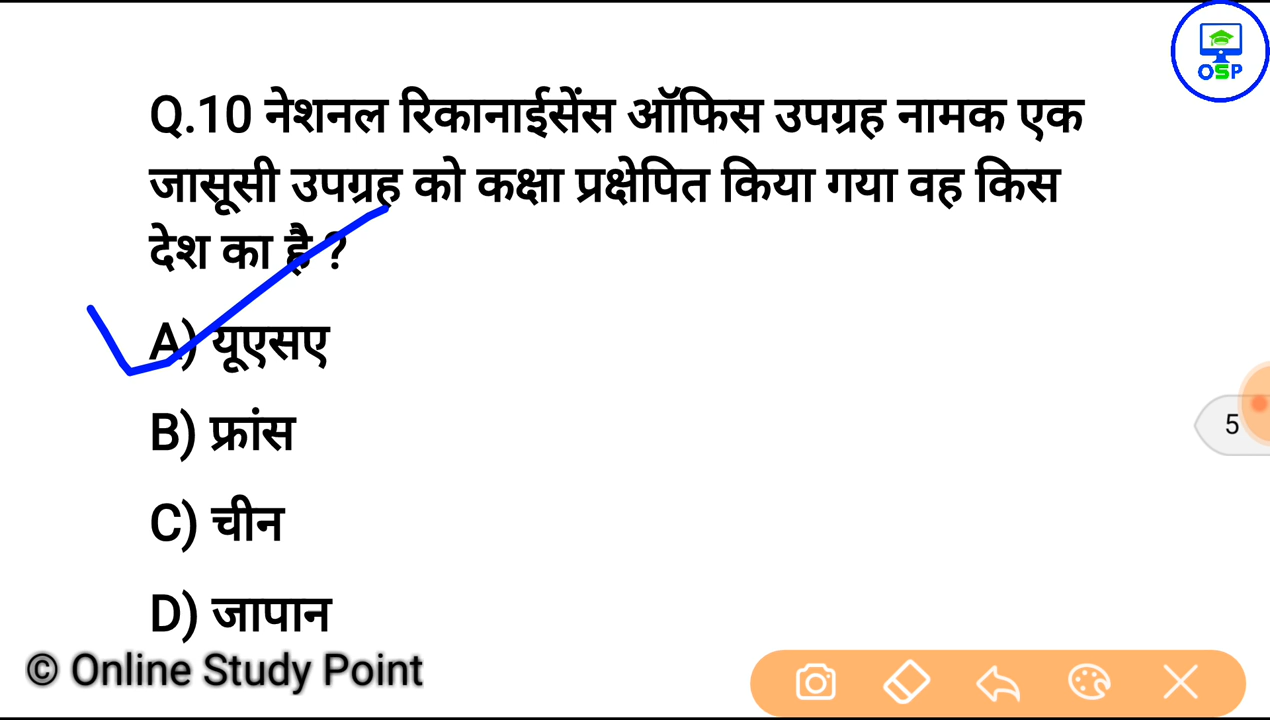 OSP
Q.10 नेशनल रिकानाईसेंस ऑफिस उपग्रह नामक एक
जासूसी उपग्रह को कक्षा प्रक्षेपित किया गया वह किस
देश का है ?
A) यूएसए
B) फ्रांस
C) चीन
D) जापान
5
© Online Study Point